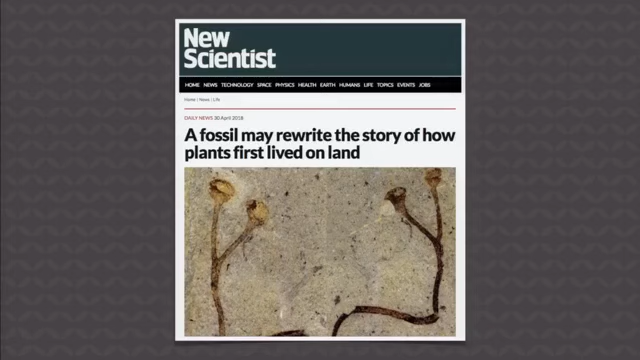 New
Scientist
HOME NEWS TECHNOLOGY SPACE PHYSICS HEALTH EARTH HUMANS LIFE TOPICS EVENTS JOBS
Home | News | Life
DAILY NEWS 30 April 2018
A fossil may rewrite the story of how
plants first lived on land